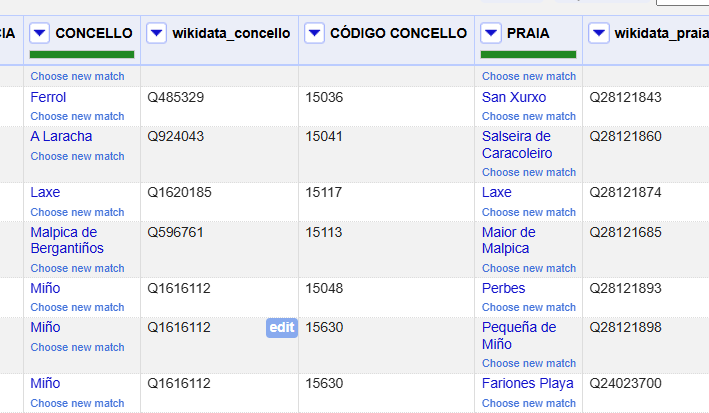 CIA CONCELLO wikidata_concello CÓDIGO CONCELLO PRAIA wikidata_praia
Choose new match Choose new match
Ferrol Q485329 15036 San Xurxo Q28121843
Choose new match Choose new match
A Laracha Q924043 15041 Salseira de Q28121860
Choose new match Caracoleiro
Choose new match
Laxe Q1620185 15117 Laxe Q28121874
Choose new match Choose new match
Malpica de Q596761 15113 Maior de Q28121685
Bergantiños Malpica
Choose new match Choose new match
Miño Q1616112 15048 Perbes Q28121893
Choose new match Choose new match
Miño Q1616112 edit 15630 Pequeña de Q28121898
Choose new match Miño
Choose new match
Miño Q1616112 15630 Fariones Playa Q24023700
Choose new match Choose new match